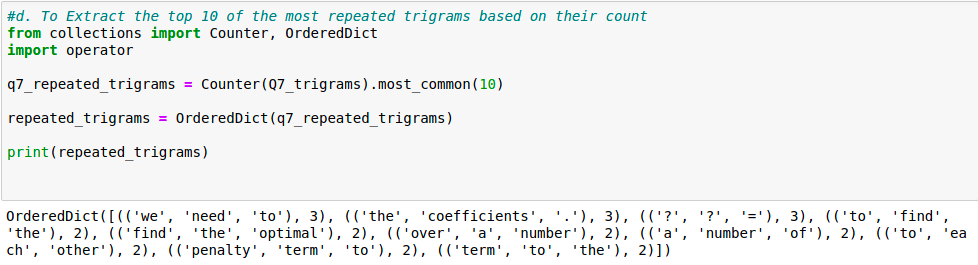 #d. To Extract the top 10 of the most repeated trigrams based on their count
from collections import Counter, OrderedDict
import operator
q7_repeated_trigrams = Counter(Q7_trigrams).most_common(10)
repeated_trigrams = OrderedDict(q7_repeated_trigrams)
print(repeated_trigrams)
OrderedDict([(('we', 'need', 'to'), 3), (('the', 'coefficients', '.'), 3), (('?', '?', '='), 3), (('to', 'find',
'the'), 2), (('find', 'the', 'optimal'), 2), (('over', 'a', 'number'), 2), (('a', 'number', 'of'), 2), (('to', 'ea
ch', 'other'), 2), (('penalty', 'term', 'to'), 2), (('term', 'to', 'the'), 2)])